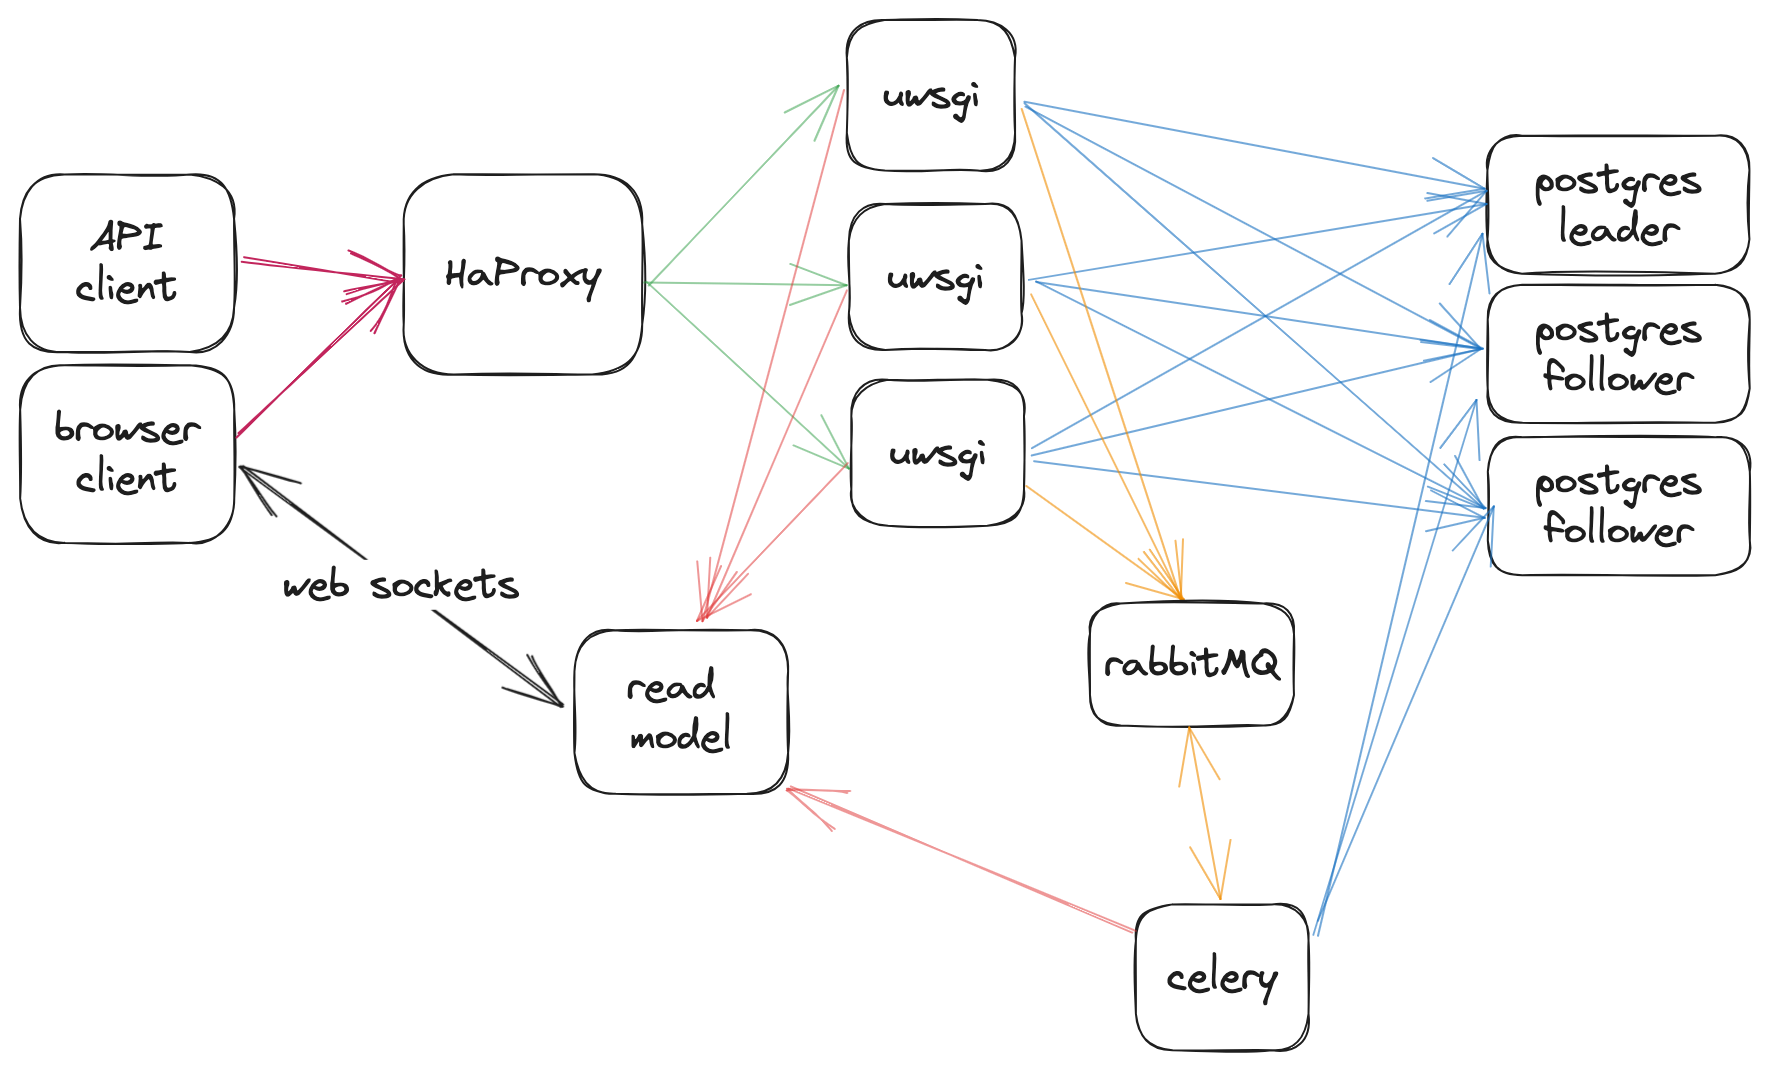 API
client
browser
client
HaProxy
uwsgi
uwsgi
uwsgi
postgres
leader
postgres
follower
postgres
follower
web sockets
read
model
rabbitMQ
celery